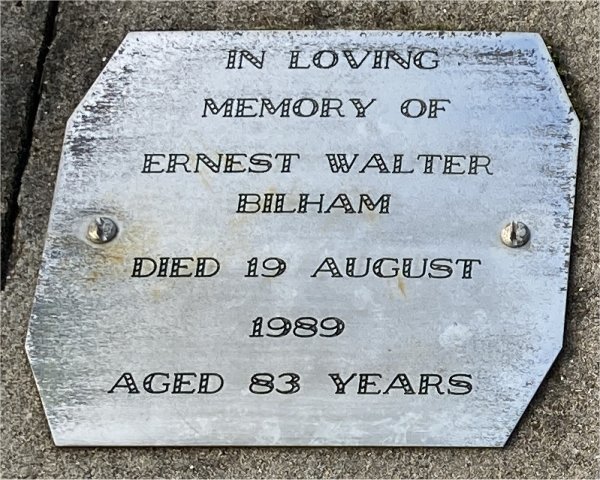 IN LOVING
MEMORY OF
ERNEST WALTER
BILHAM
DIED 19 AUGUST
1989
AGED 83 YEARS